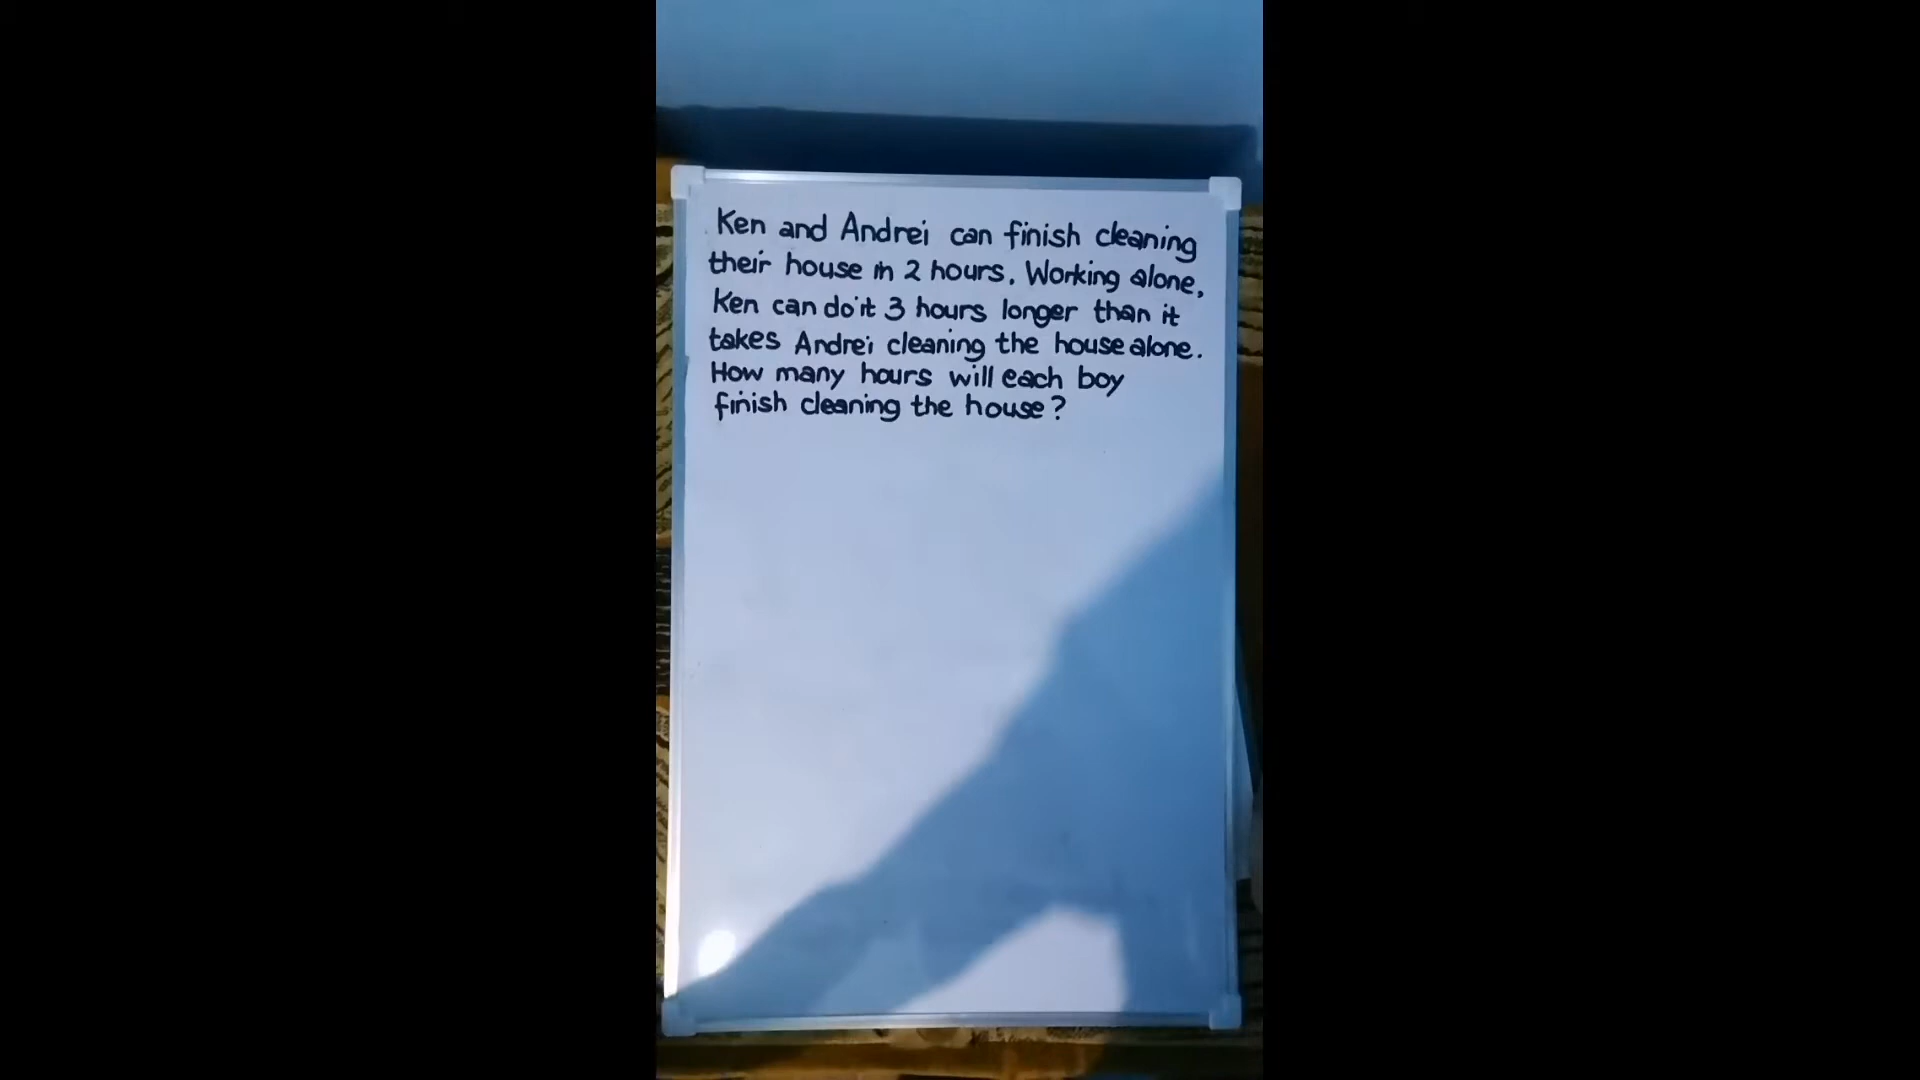 Ken and Andrei can finish cleaning
their house in 2 hours. Working alone,
Ken can do it 3 hours longer than it
takes Andrei cleaning the house alone.
How many hours will each boy
finish cleaning the house?